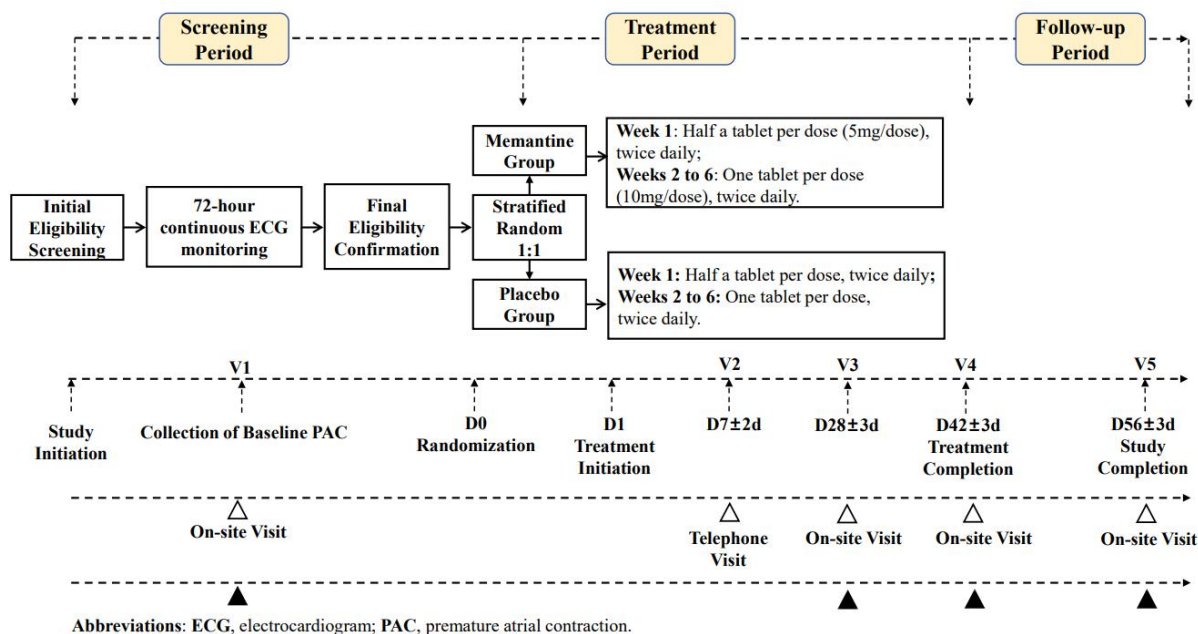 Screening
Period
Treatment
Period
Follow-up
Period
Initial
Eligibility
Screening
72-hour
continuous ECG
monitoring
Final
Eligibility
Confirmation
Memantine
Group
Stratified
Random
1:1
Placebo
Group
Week 1: Half a tablet per dose (5mg/dose),
twice daily;
Weeks 2 to 6: One tablet per dose
(10mg/dose), twice daily.
Week 1: Half a tablet per dose, twice daily;
Weeks 2 to 6: One tablet per dose,
twice daily.
V1
V2
V3
V4
V5
Study
Initiation
Collection of Baseline PAC
D0
Randomization
D1
Treatment
Initiation
D7±2d
D28±3d
D42±3d
Treatment
Completion
D56±3d
Study
Completion
On-site Visit
Telephone
Visit
On-site Visit
On-site Visit
On-site Visit
Abbreviations: ECG, electrocardiogram; PAC, premature atrial contraction.